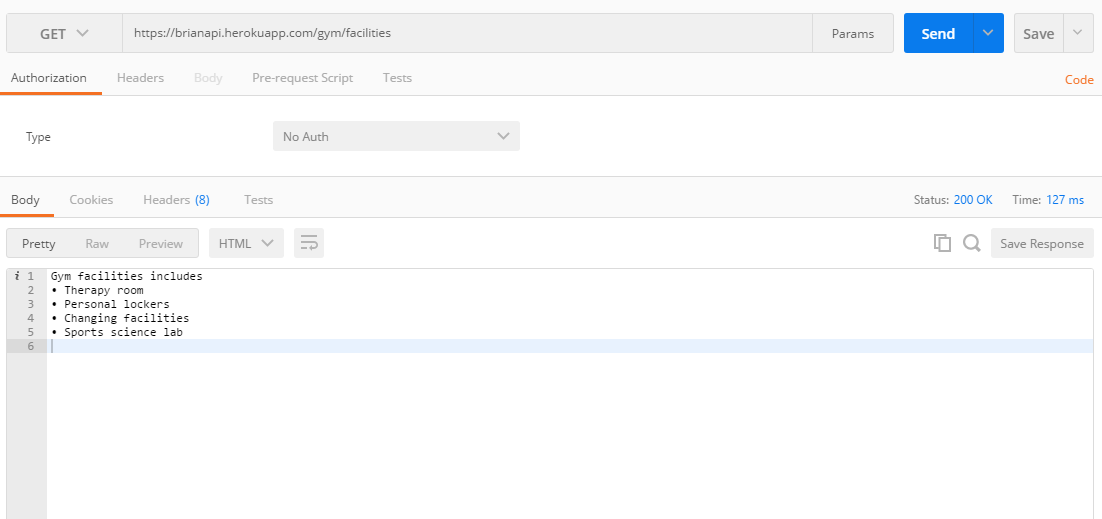 GET https://brianapi.herokuapp.com/gym/facilities Params Send Save
Authorization Headers Body Pre-request Script Tests Code
Type No Auth
Body Cookies Headers (8) Tests Status: 200 OK Time: 127 ms
Pretty Raw Preview HTML Save Response
i 1 Gym facilities includes
2 • Therapy room
3 • Personal lockers
4 • Changing facilities
5 • Sports science lab
6